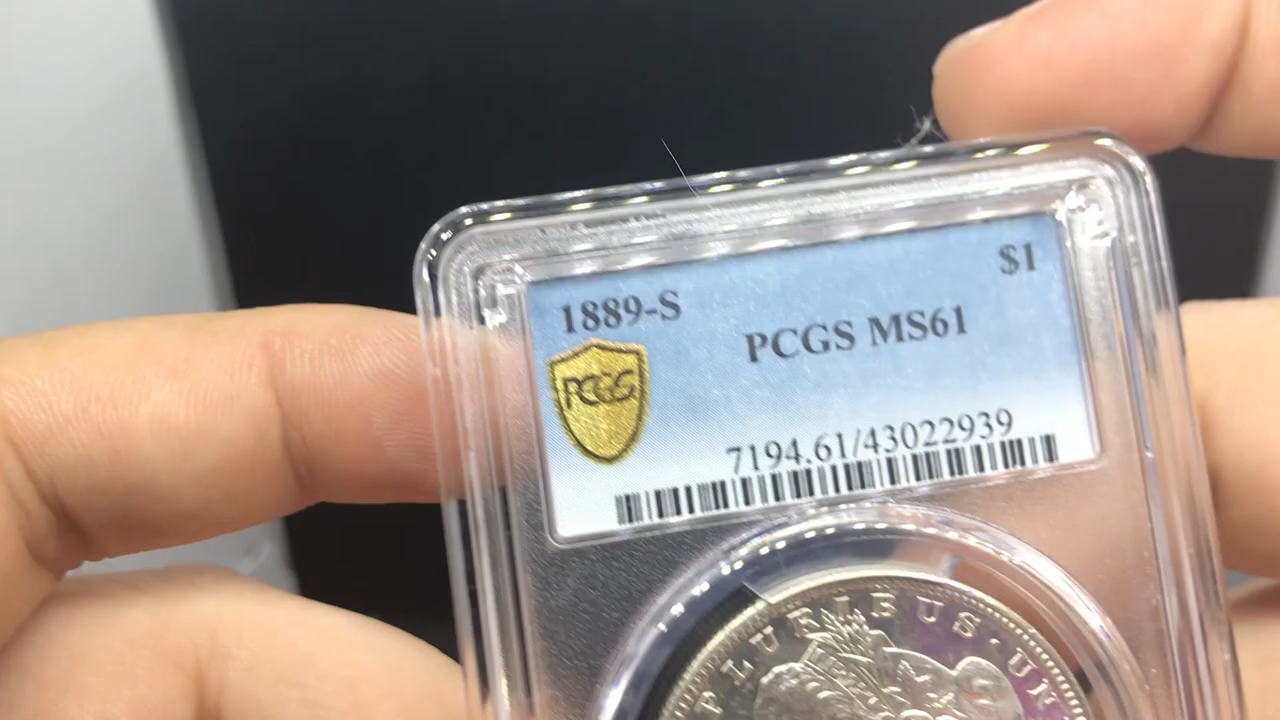 $1
1889-S
PCGS MS61
PCGS
7194.61/43022939
PLURIBUS · UN